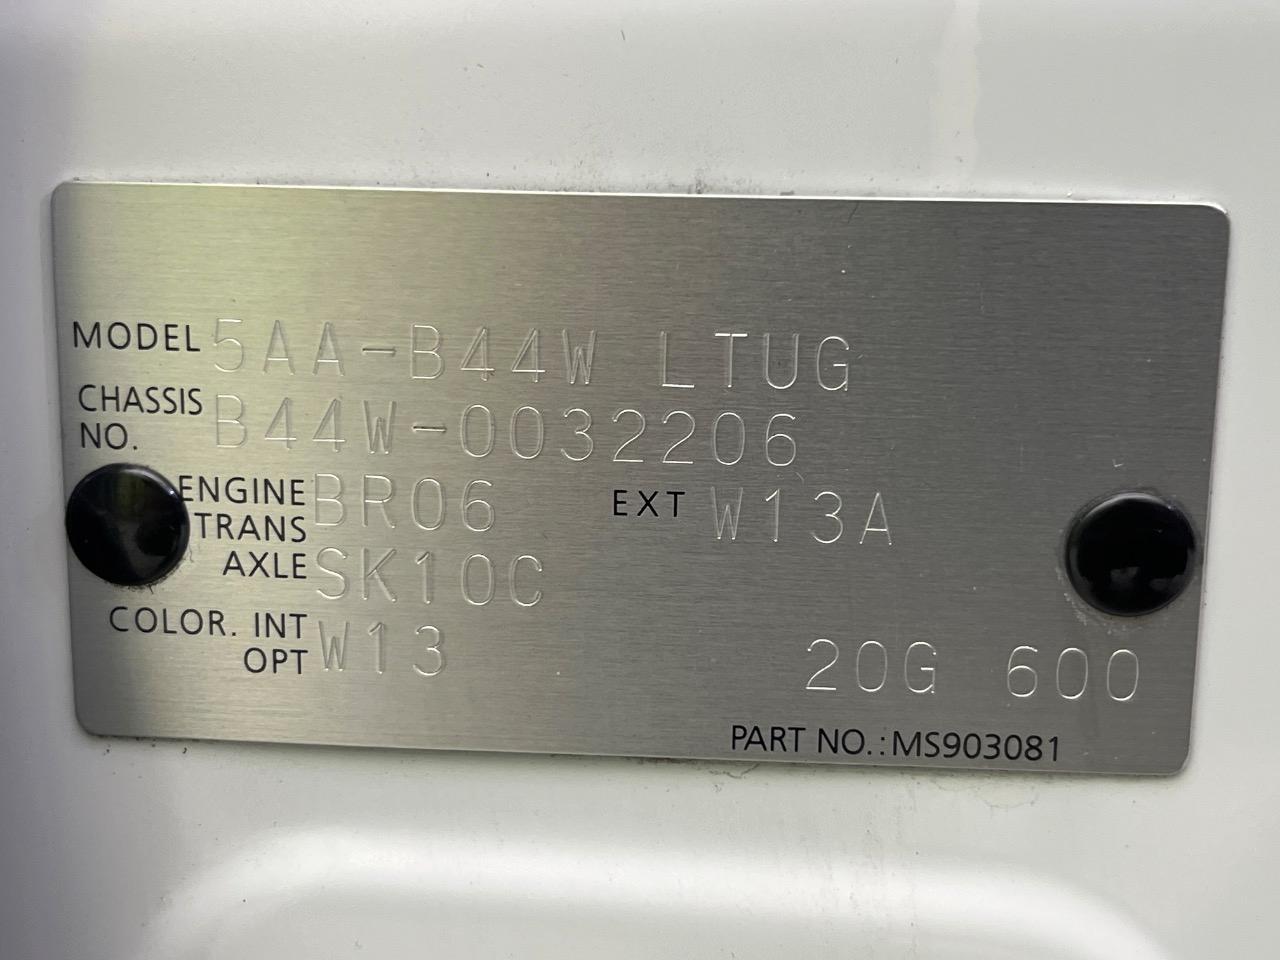 MODEL 5AA-B44W LTUG
CHASSIS NO. B44W-0032206
ENGINE BR06 EXT W13A
TRANS AXLE SK10C
COLOR. INT OPT W13 20G 600
PART NO.:MS903081